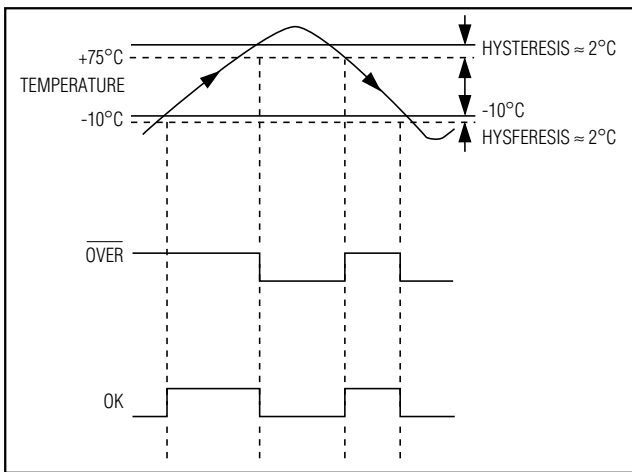 HYSTERESIS ≈ 2°C
+75°C
TEMPERATURE
-10°C
-10°C
HYSFERESIS ≈ 2°C
OVER
OK